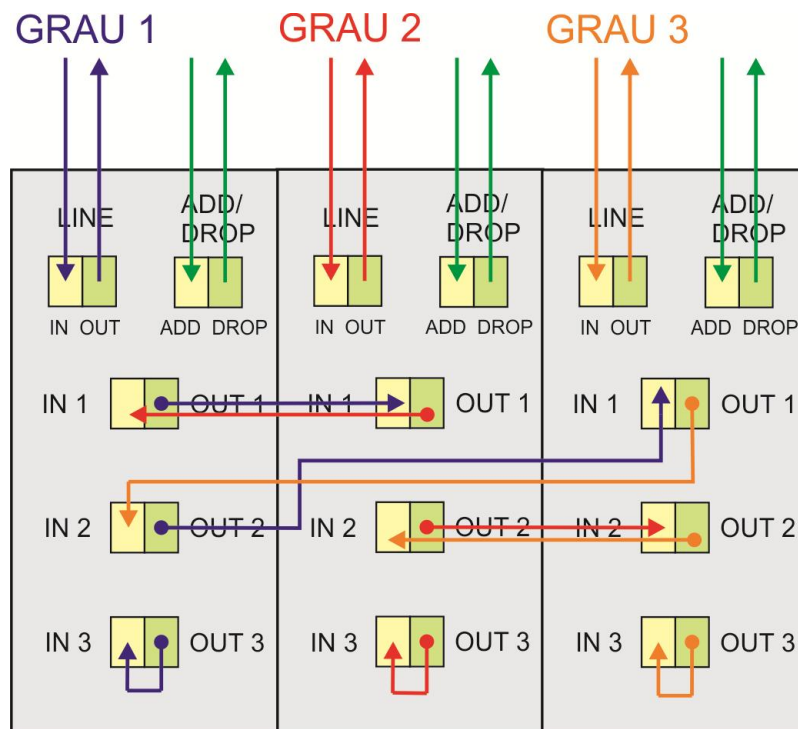 GRAU 1 GRAU 2 GRAU 3
LINE ADD/ LINE ADD/ LINE ADD/
DROP DROP DROP
IN OUT ADD DROP IN OUT ADD DROP IN OUT ADD DROP
IN 1 OUT 1 IN 1 OUT 1 IN 1 OUT 1
IN 2 OUT 2 IN 2 OUT 2 IN 2 OUT 2
IN 3 OUT 3 IN 3 OUT 3 IN 3 OUT 3